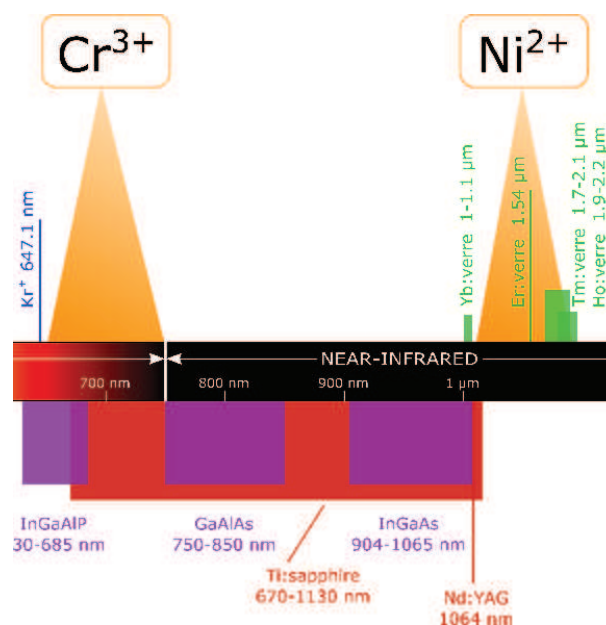 Cr³⁺
Ni²⁺
Kr⁺ 647.1 nm
Yb:verre 1-1.1 µm
Er:verre 1.54 µm
Tm:verre 1.7-2.1 µm
Ho:verre 1.9-2.2 µm
NEAR-INFRARED
700 nm
800 nm
900 nm
1 µm
InGaAlP
30-685 nm
GaAlAs
750-850 nm
InGaAs
904-1065 nm
Ti:sapphire
670-1130 nm
Nd:YAG
1064 nm